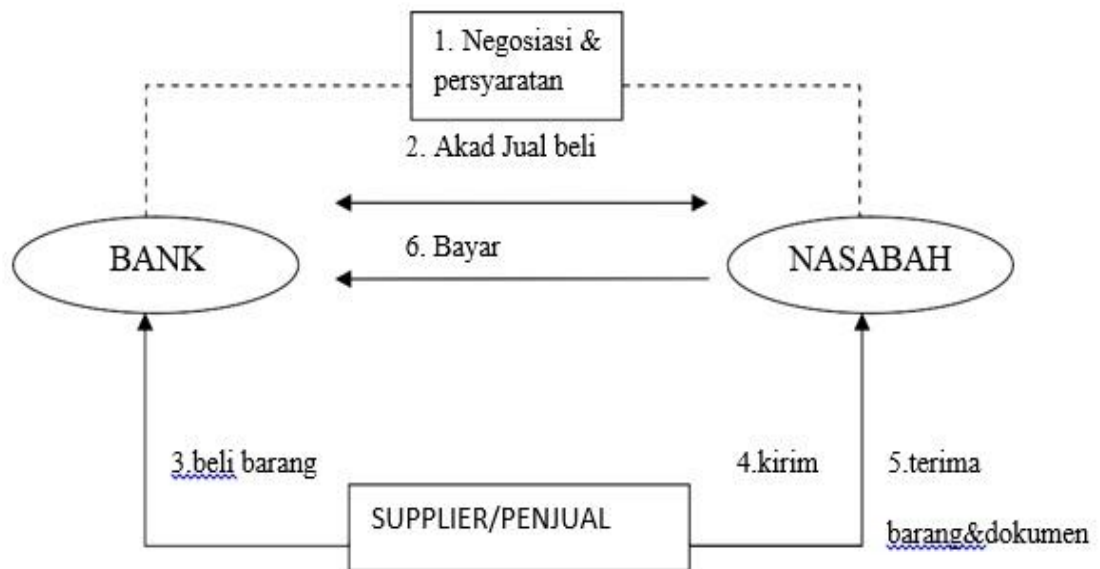 1. Negosiasi &
persyaratan
2. Akad Jual beli
BANK
6. Bayar
NASABAH
3.beli barang
4.kirim
5.terima
SUPPLIER/PENJUAL
barang&dokumen